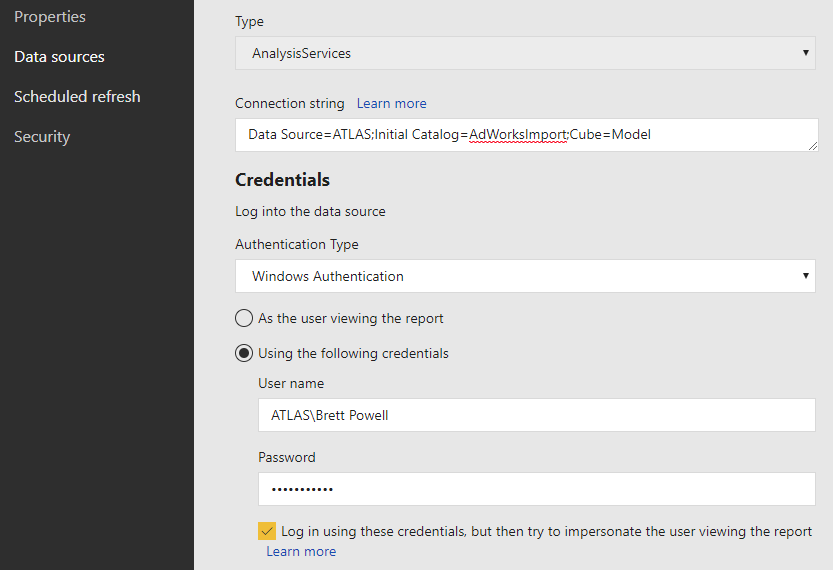 Properties
Data sources
Scheduled refresh
Security
Type
AnalysisServices
Connection string Learn more
Data Source=ATLAS;Initial Catalog=AdWorksImport;Cube=Model
Credentials
Log into the data source
Authentication Type
Windows Authentication
As the user viewing the report
Using the following credentials
User name
ATLAS\Brett Powell
Password
•••••••••••
Log in using these credentials, but then try to impersonate the user viewing the report
Learn more